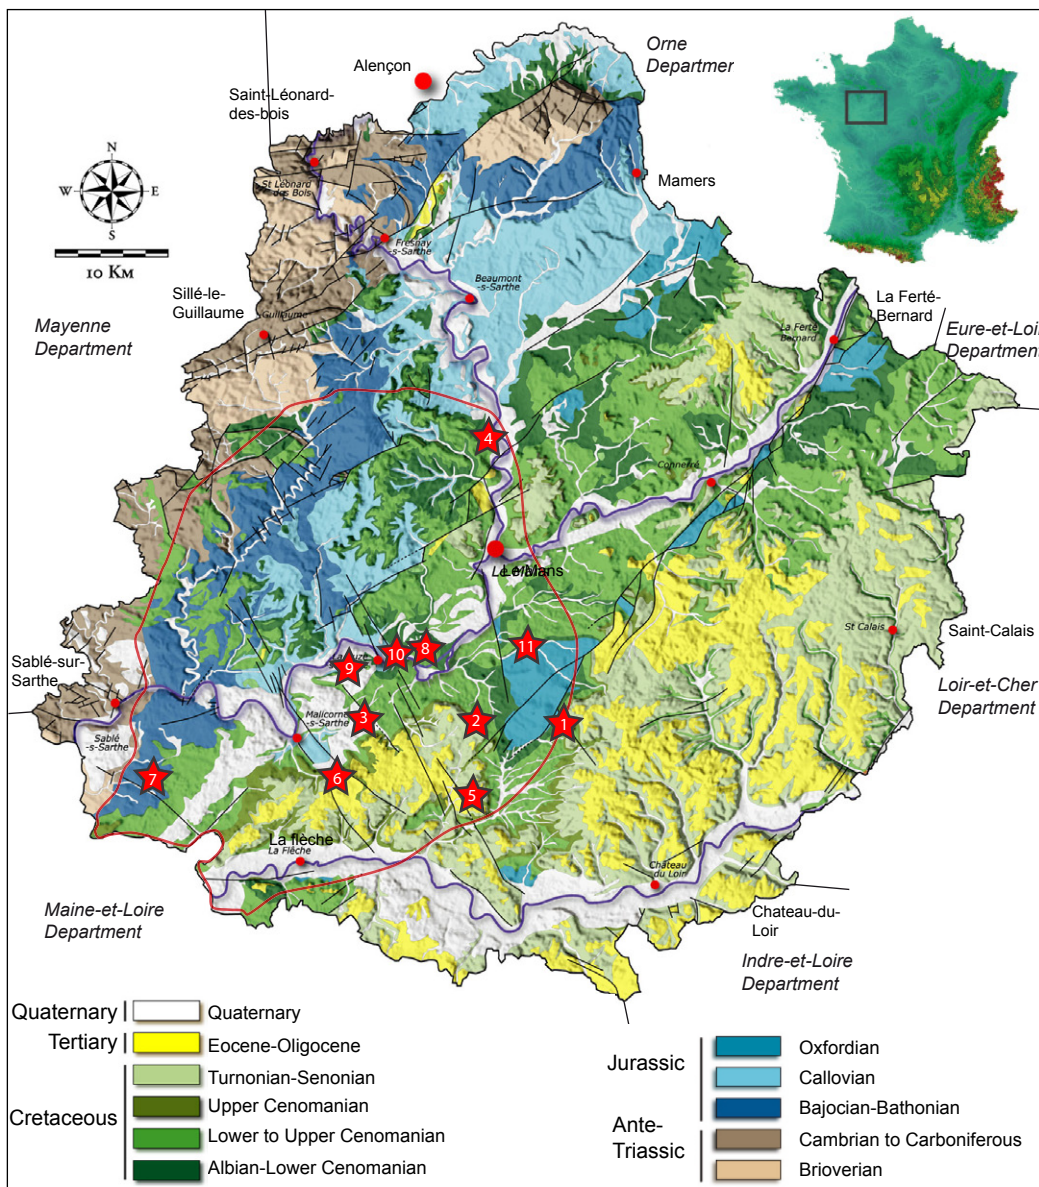 Orne
Departmer
Alençon
Saint-Léonard-
des-bois
N
W
E
S
10 KM
St Léonard
des Bois
Mamers
Fresnay
-s-Sarthe
Beaumont
-s-Sarthe
Sillé-le-
Guillaume
Guillaume
Mayenne
Department
La Ferté-
Bernard
La Ferté
Bernard
Eure-et-Loir
Department
4
Connerré
Le Mans
St Calais
Saint-Calais
Sablé-sur-
Sarthe
Loir-et-Cher
Department
11
8
10
9
Malicorne
-s-Sarthe
3
2
1
Sablé
-s-Sarthe
7
6
5
La flèche
La Flèche
Château
du Loir
Maine-et-Loire
Department
Chateau-du-
Loir
Indre-et-Loire
Department
Quaternary
Quaternary
Tertiary
Eocene-Oligocene
Cretaceous
Turnonian-Senonian
Upper Cenomanian
Lower to Upper Cenomanian
Albian-Lower Cenomanian
Jurassic
Oxfordian
Callovian
Bajocian-Bathonian
Ante-
Triassic
Cambrian to Carboniferous
Brioverian